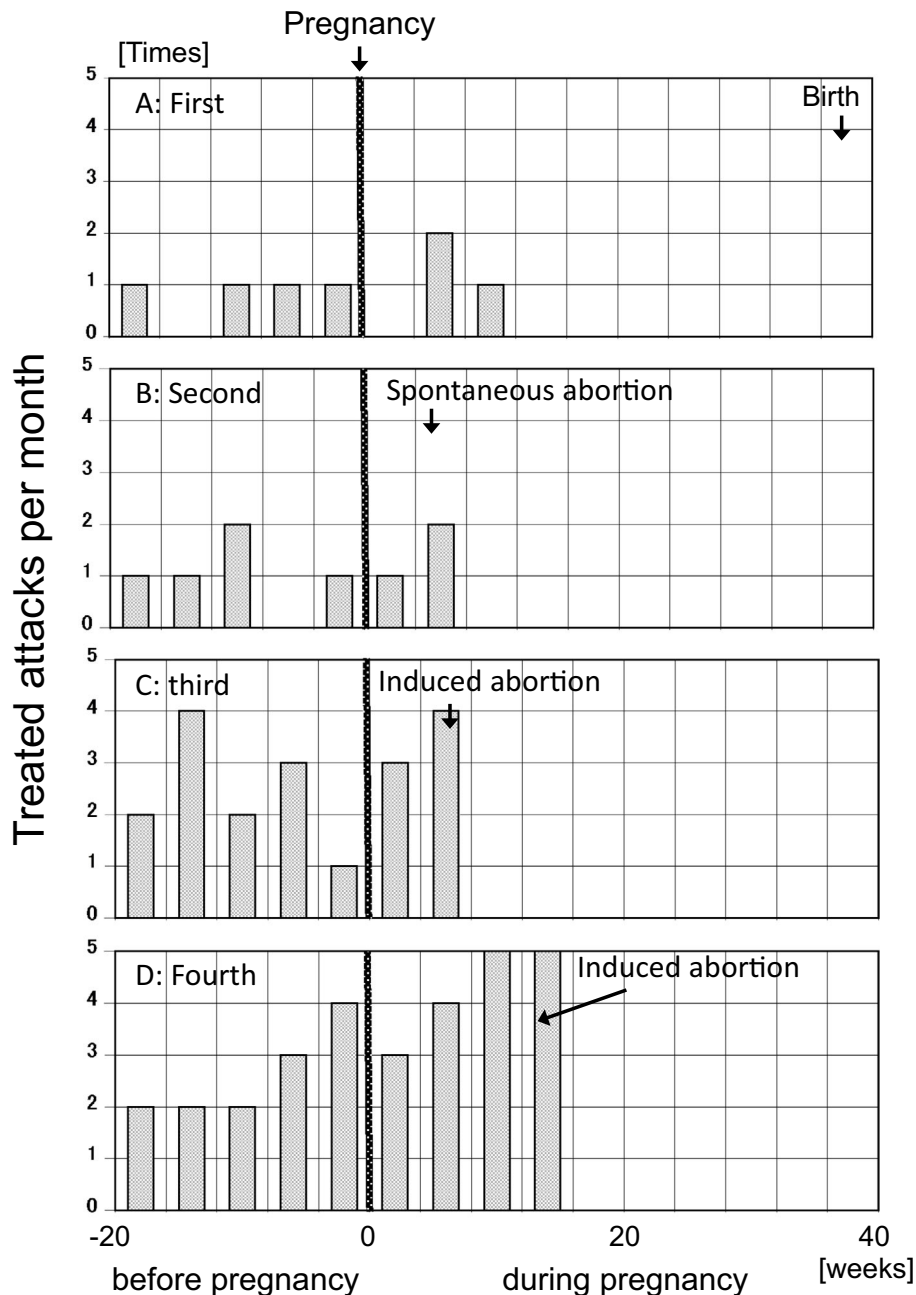 Pregnancy
[Times]
Treated attacks per month
5
4
3
2
1
0
A: First
Birth
5
4
3
2
1
0
B: Second
Spontaneous abortion
5
4
3
2
1
0
C: third
Induced abortion
5
4
3
2
1
0
D: Fourth
Induced abortion
-20 0 20 40
before pregnancy during pregnancy [weeks]